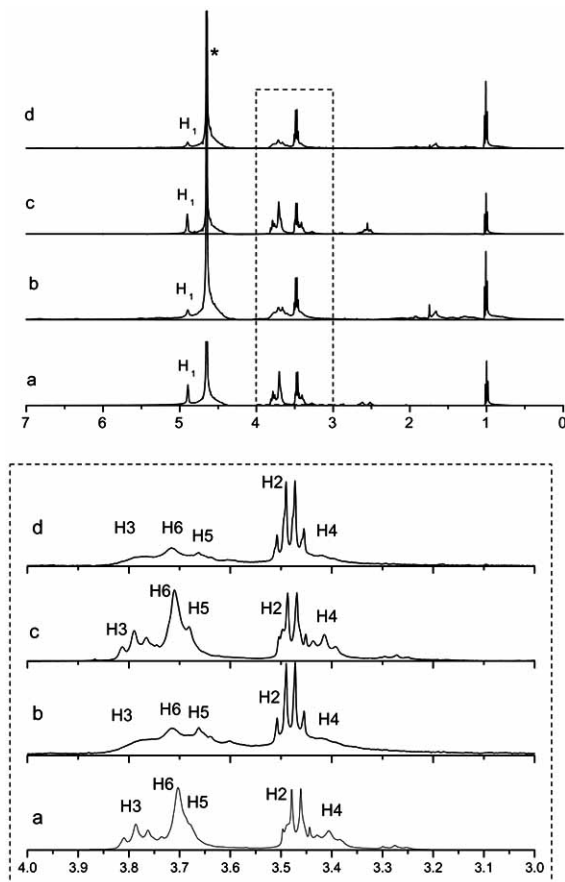 *
d
H1
c
H1
b
H1
a
H1
7 6 5 4 3 2 1 0
H2
d
H3 H6 H5 H4
H6
c
H3 H5 H2 H4
b
H3 H6 H5 H2 H4
H6
a
H3 H5 H2 H4
4.0 3.9 3.8 3.7 3.6 3.5 3.4 3.3 3.2 3.1 3.0